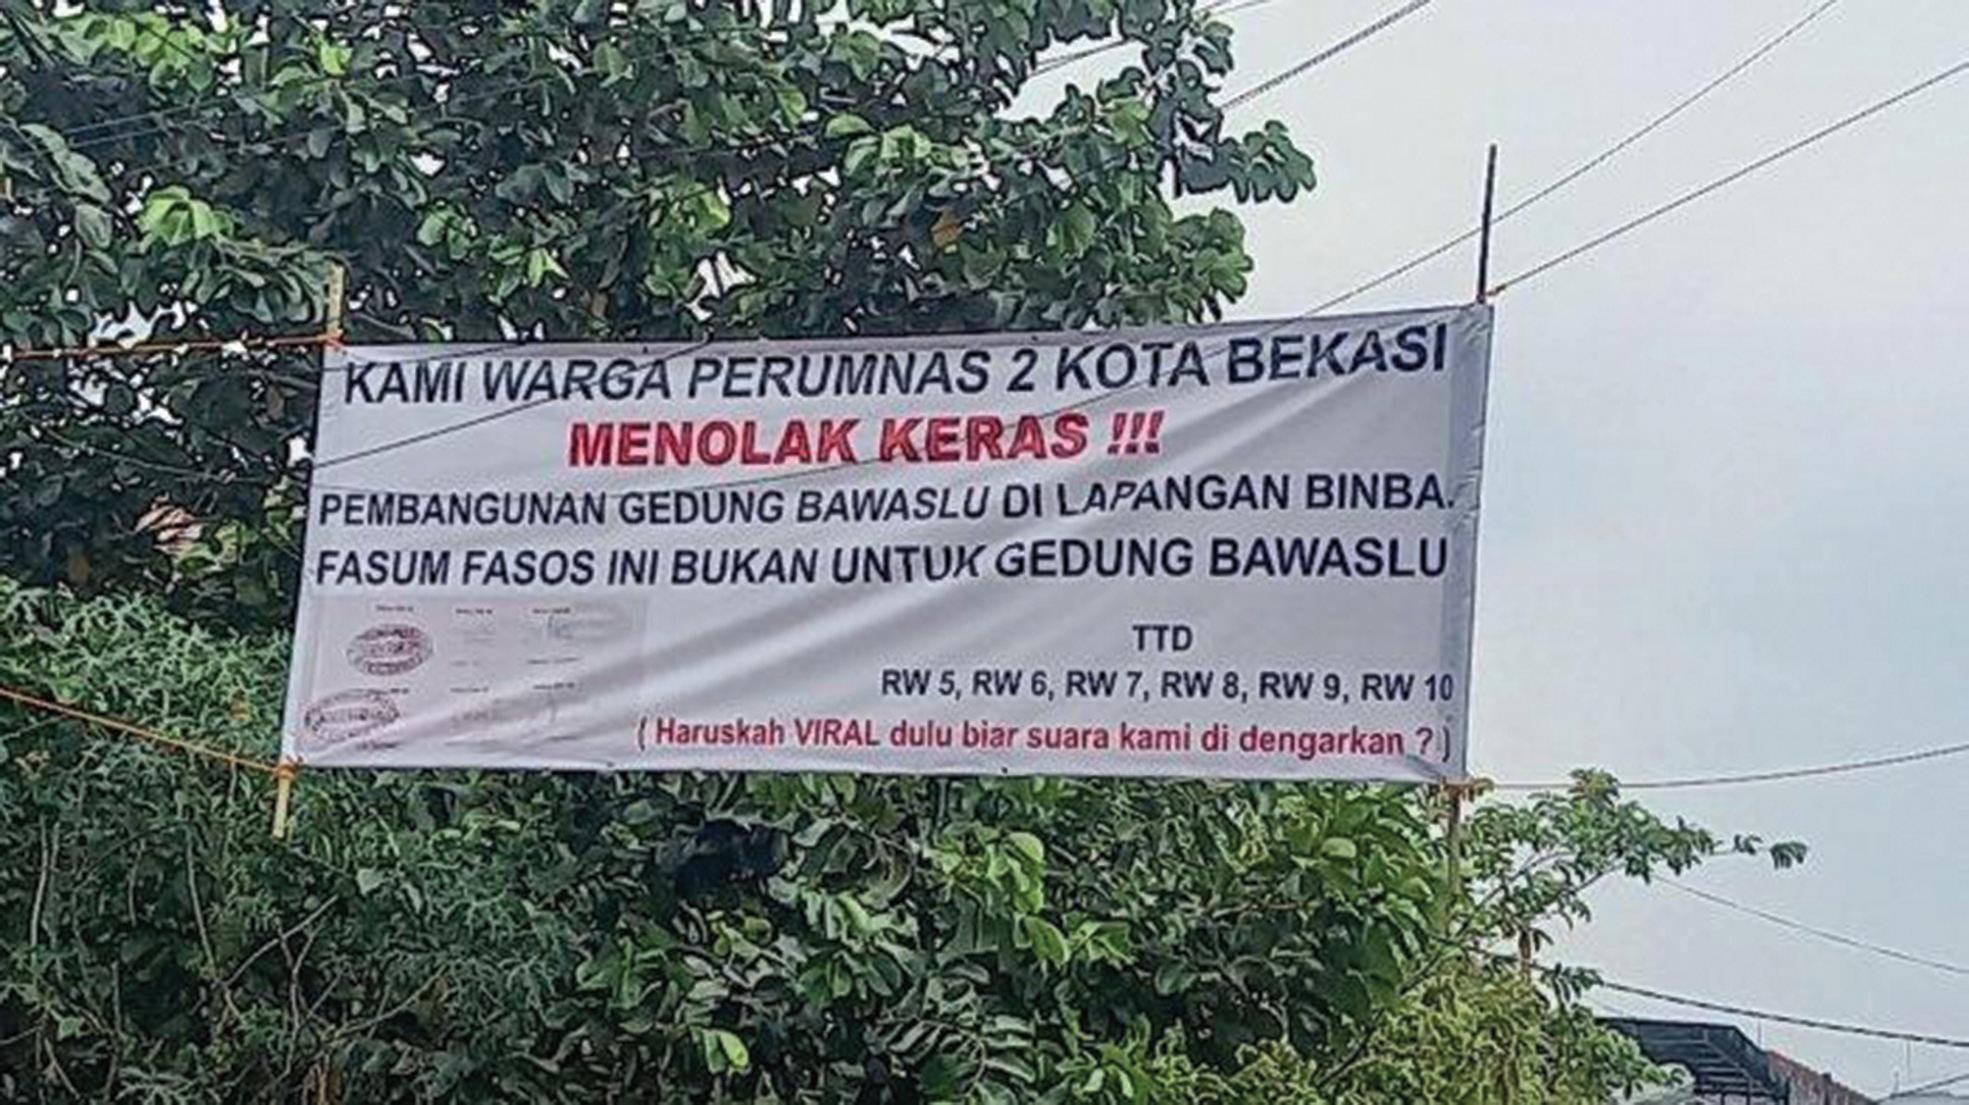 KAMI WARGA PERUMNAS 2 KOTA BEKASI
MENOLAK KERAS !!!
PEMBANGUNAN GEDUNG BAWASLU DI LAPANGAN BINBA.
FASUM FASOS INI BUKAN UNTUK GEDUNG BAWASLU
TTD
RW 5, RW 6, RW 7, RW 8, RW 9, RW 10
( Haruskah VIRAL dulu biar suara kami di dengarkan ? )